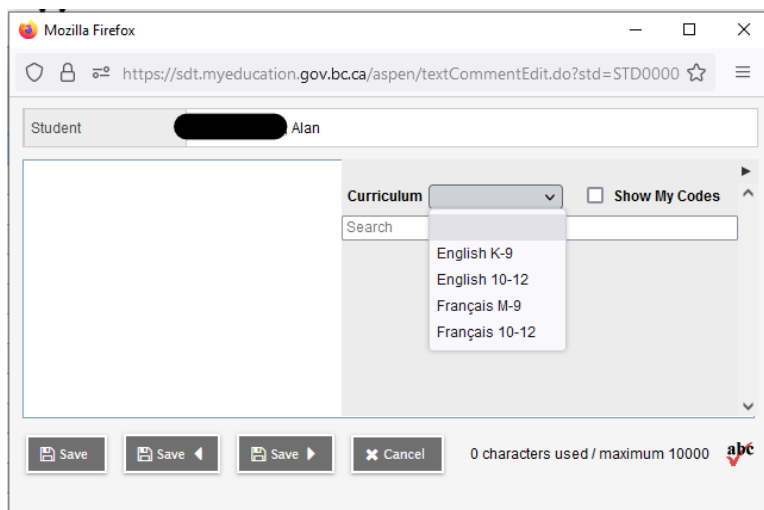 Mozilla Firefox
https://sdt.myeducation.gov.bc.ca/aspen/textCommentEdit.do?std=STD0000
Student Alan
Curriculum Show My Codes
Search
English K-9
English 10-12
Français M-9
Français 10-12
Save Save Save Cancel 0 characters used / maximum 10000 abc